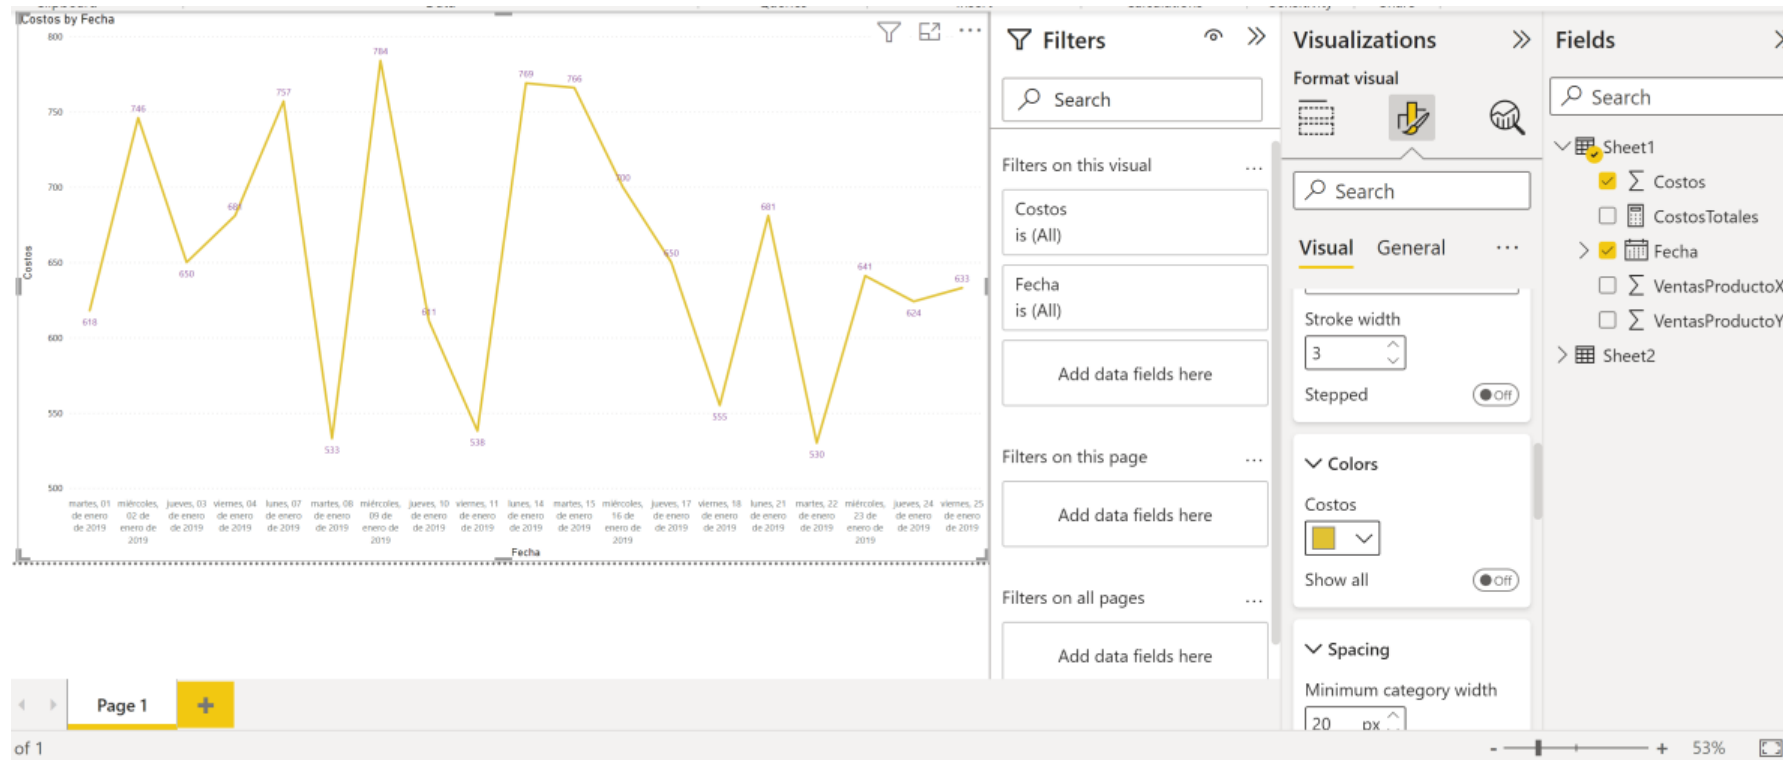 Clipboard
Data
Queries
Insert
Calculations
Sensitivity
Share
Costos by Fecha
800
750
700
650
600
550
500
Costos
618
746
650
681
757
533
784
611
538
769
766
700
650
555
681
530
641
624
633
martes, 01 de enero de 2019
miércoles, 02 de enero de 2019
jueves, 03 de enero de 2019
viernes, 04 de enero de 2019
lunes, 07 de enero de 2019
martes, 08 de enero de 2019
miércoles, 09 de enero de 2019
jueves, 10 de enero de 2019
viernes, 11 de enero de 2019
lunes, 14 de enero de 2019
martes, 15 de enero de 2019
miércoles, 16 de enero de 2019
jueves, 17 de enero de 2019
viernes, 18 de enero de 2019
lunes, 21 de enero de 2019
martes, 22 de enero de 2019
miércoles, 23 de enero de 2019
jueves, 24 de enero de 2019
viernes, 25 de enero de 2019
Fecha
Page 1
of 1
Filters
Search
Filters on this visual
Costos
is (All)
Fecha
is (All)
Add data fields here
Filters on this page
Add data fields here
Filters on all pages
Add data fields here
Visualizations
Format visual
Search
Visual General
Stroke width
3
Stepped
Off
Colors
Costos
Show all
Off
Spacing
Minimum category width
20 px
Fields
Search
Sheet1
Costos
CostosTotales
Fecha
VentasProductoX
VentasProductoY
Sheet2
- + 53%